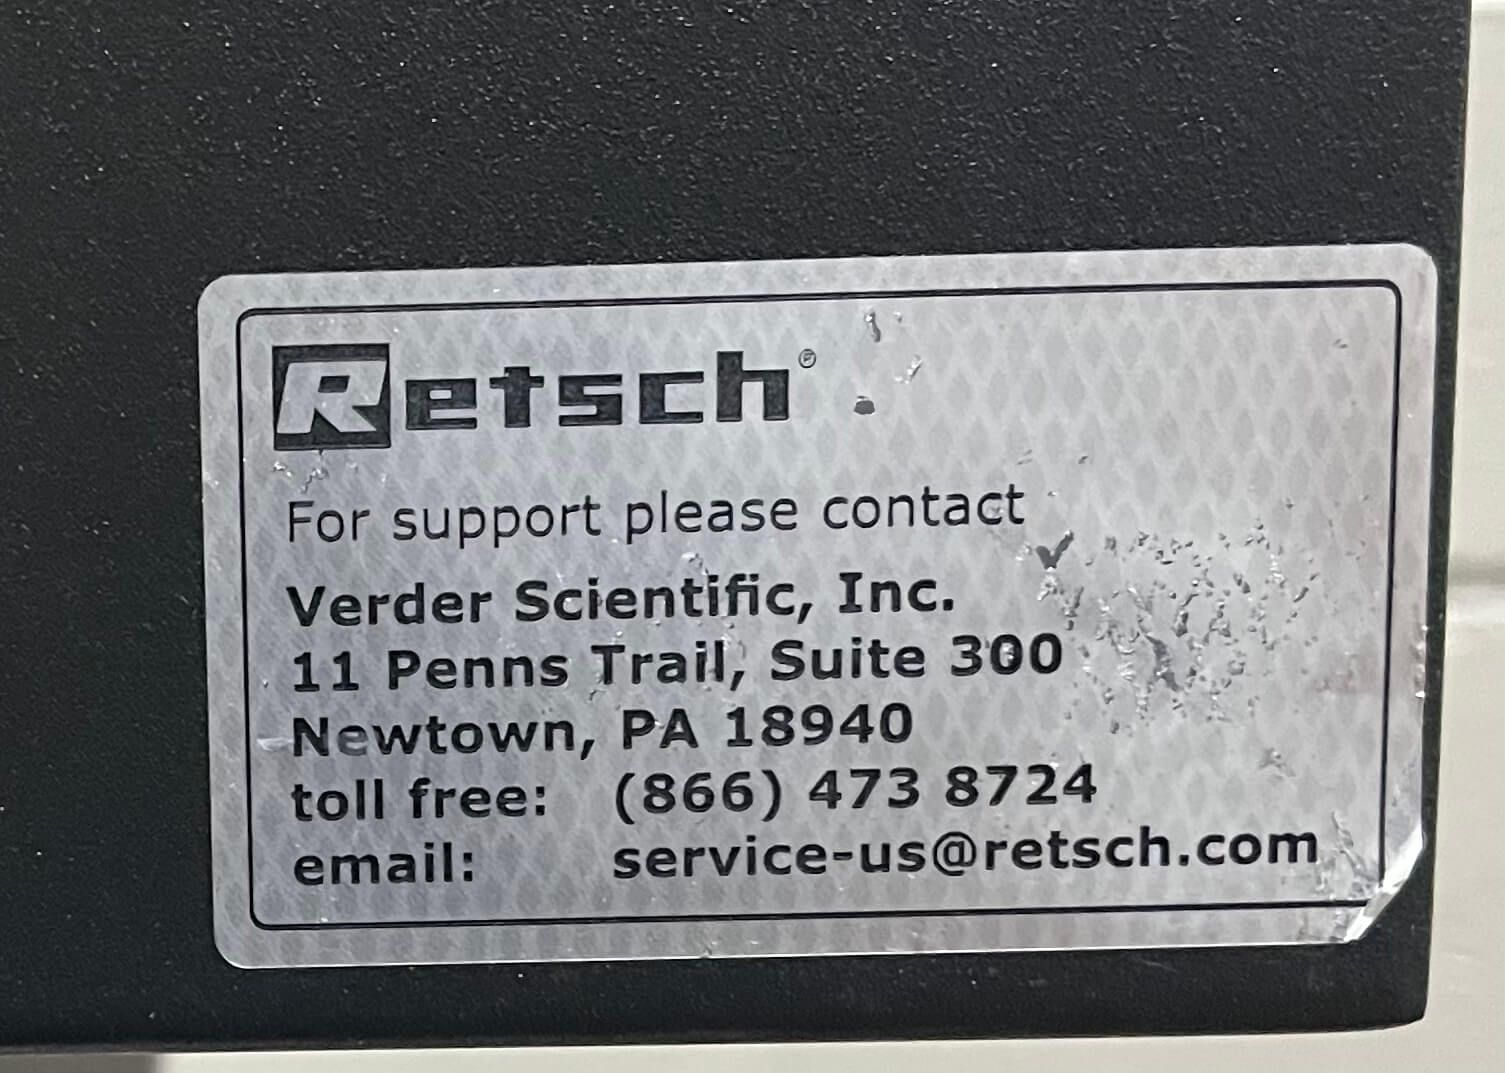 Retsch®
For support please contact
Verder Scientific, Inc.
11 Penns Trail, Suite 300
Newtown, PA 18940
toll free: (866) 473 8724
email: service-us@retsch.com